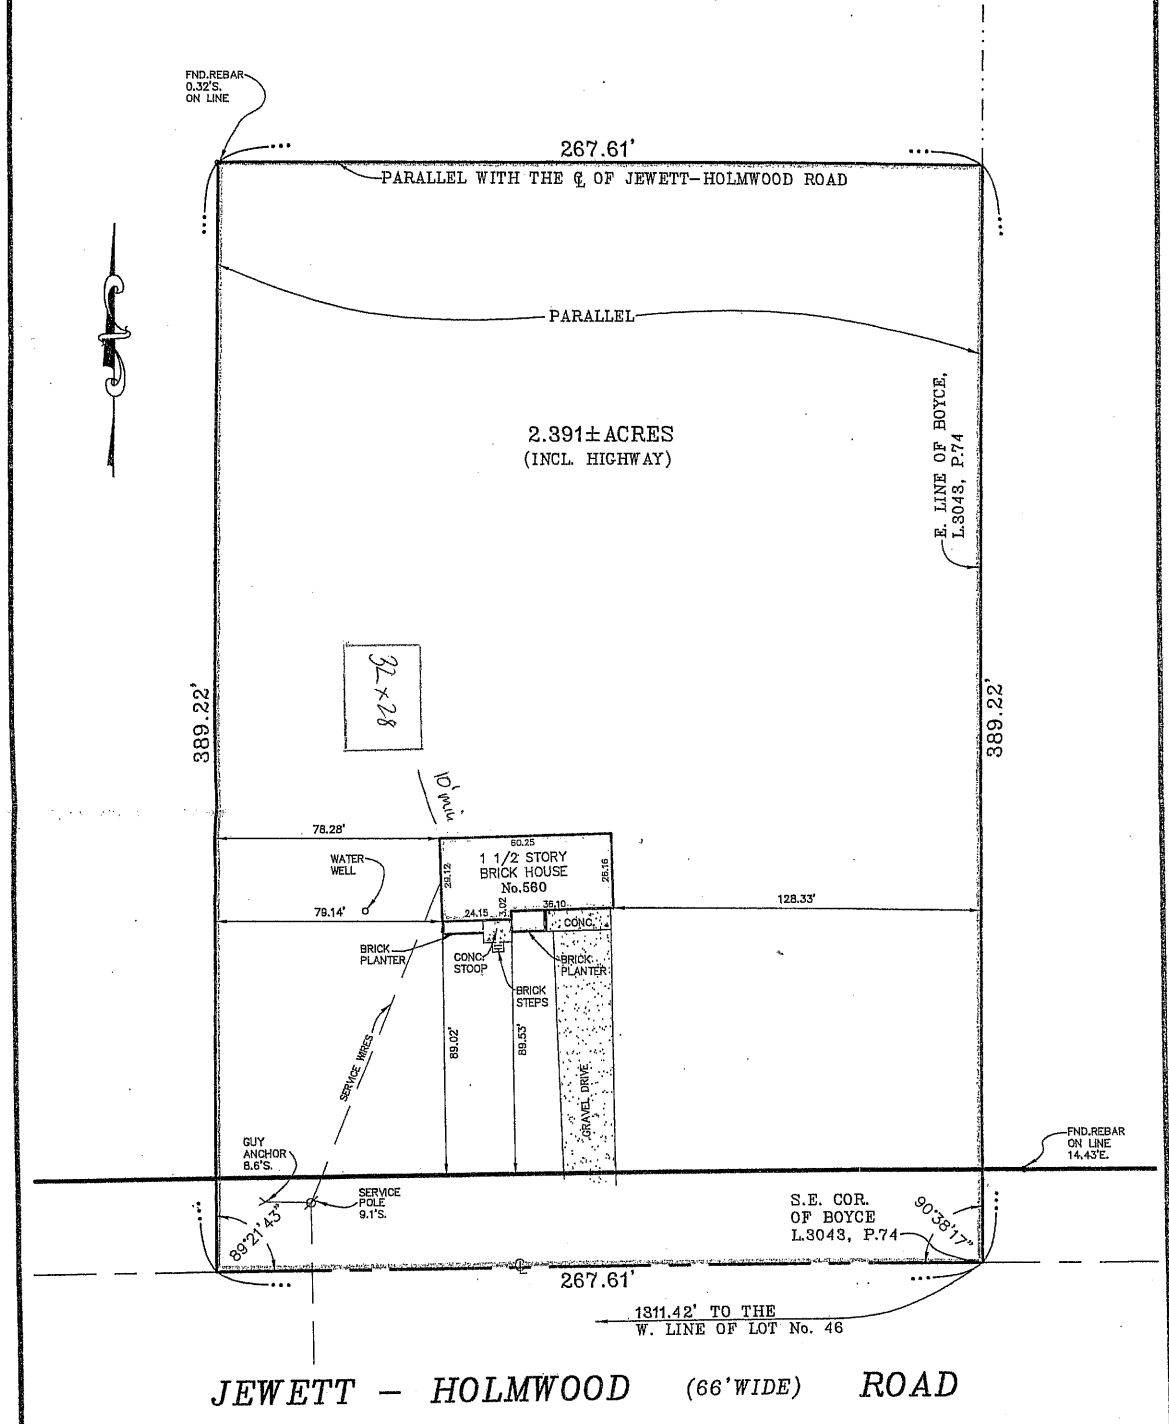 FND.REBAR
0.32'S.
ON LINE
267.61'
PARALLEL WITH THE ℄ OF JEWETT-HOLMWOOD ROAD
PARALLEL
2.391± ACRES
(INCL. HIGHWAY)
E. LINE OF BOYCE,
L.3043, P.74
32 x 28
389.22'
389.22'
10' min
78.28'
60.25
WATER
WELL
1 1/2 STORY
BRICK HOUSE
No.560
29.12
26.16
79.14'
24.15
3.02
36.10
CONC.
128.33'
BRICK
PLANTER
CONC.
STOOP
BRICK
PLANTER
BRICK
STEPS
89.02'
89.53'
SERVICE WIRES
GRAVEL DRIVE
GUY
ANCHOR
8.6'S.
FND.REBAR
ON LINE
14.43'E.
SERVICE
POLE
9.1'S.
89°21'43"
S.E. COR.
OF BOYCE
L.3043, P.74
90°38'17"
℄
267.61'
1311.42' TO THE
W. LINE OF LOT No. 46
JEWETT - HOLMWOOD (66'WIDE) ROAD